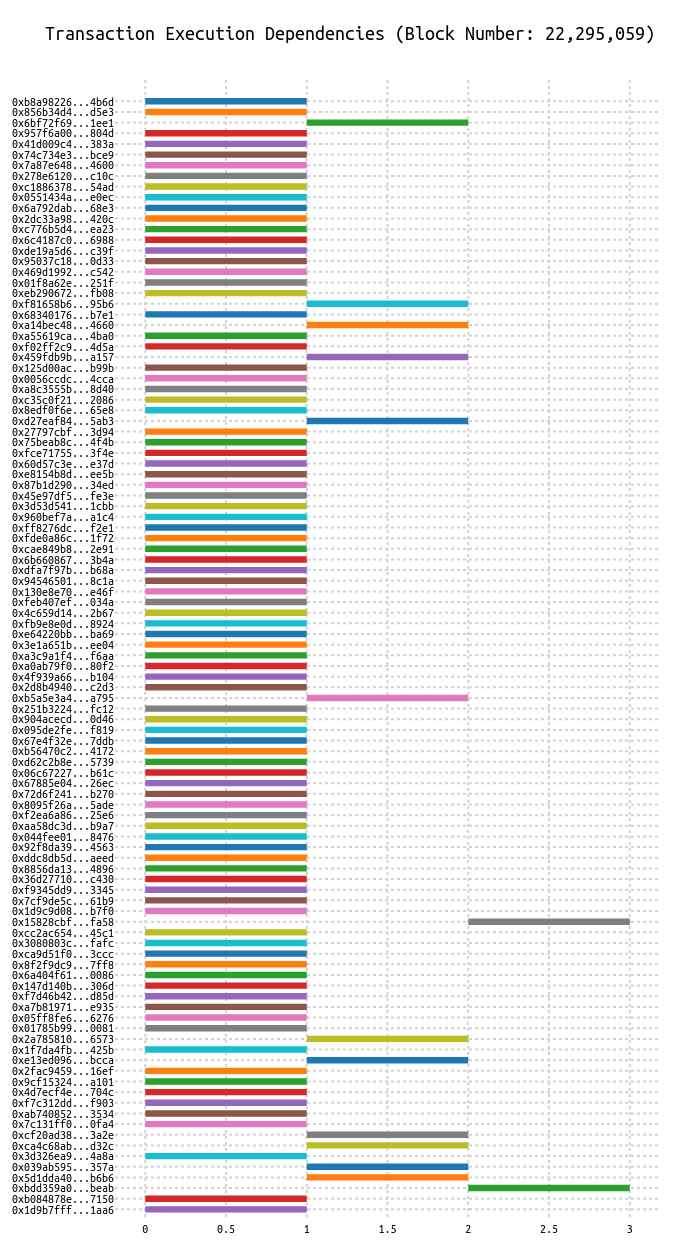 Transaction Execution Dependencies (Block Number: 22,295,059)
0xb8a98226...4b6d
0x856b34d4...d5e3
0x6bf72f69...1ee1
0x957f6a00...804d
0x41d009c4...383a
0x74c734e3...bce9
0x7a87e648...4600
0x278e6120...c10c
0xc1886378...54ad
0x0551434a...e0ec
0x6a792dab...68e3
0x2dc33a98...420c
0xc776b5d4...ea23
0x6c4187c0...6988
0xde19a5d6...c39f
0x95037c18...0d33
0x469d1992...c542
0x01f8a62e...251f
0xeb290672...fb08
0xf81658b6...95b6
0x68340176...b7e1
0xa14bec48...4660
0xa55619ca...4ba0
0xf02ff2c9...4d5a
0x459fdb9b...a157
0x125d00ac...b99b
0x0056ccdc...4cca
0xa8c3555b...8d40
0xc35c0f21...2086
0x8edf0f6e...65e8
0xd27eaf84...5ab3
0x27797cbf...3d94
0x75beab8c...4f4b
0xfce71755...3f4e
0x60d57c3e...e37d
0xe8154b8d...ee5b
0x87b1d290...34ed
0x45e97df5...fe3e
0x3d53d541...1cbb
0x960bef7a...a1c4
0xff8276dc...f2e1
0xfde0a86c...1f72
0xcae849b8...2e91
0x6b660867...3b4a
0xdfa7f97b...b68a
0x94546501...8c1a
0x130e8e70...e46f
0xfeb407ef...034a
0x4c659d14...2b67
0xfb9e8e0d...8924
0xe64220bb...ba69
0x3e1a651b...ee04
0xa3c9a1f4...f6aa
0xa0ab79f0...80f2
0x4f939a66...b104
0x2d8b4940...c2d3
0xb5a5e3a4...a795
0x251b3224...fc12
0x904acecd...0d46
0x095de2fe...f819
0x67e4f32e...7ddb
0xb56470c2...4172
0xd62c2b8e...5739
0x06c67227...b61c
0x67885e04...26ec
0x72d6f241...b270
0x8095f26a...5ade
0xf2ea6a86...25e6
0xaa58dc3d...b9a7
0x044fee01...8476
0x92f8da39...4563
0xddc8db5d...aeed
0x8856da13...4896
0x36d27710...c430
0xf9345dd9...3345
0x7cf9de5c...61b9
0x1d9c9d08...b7f0
0x15828cbf...fa58
0xcc2ac654...45c1
0x3080803c...fafc
0xca9d51f0...3ccc
0x8f2f9dc9...7ff8
0x6a404f61...0086
0x147d140b...306d
0xf7d46b42...d85d
0xa7b81971...e935
0x05ff8fe6...6276
0x01785b99...0081
0x2a785810...6573
0x1f7da4fb...425b
0xe13ed096...bcca
0x2fac9459...16ef
0x9cf15324...a101
0x4d7ecf4e...704c
0xf7c312dd...f903
0xab740852...3534
0x7c131ff0...0fa4
0xcf20ad38...3a2e
0xca4c68ab...d32c
0x3d326ea9...4a8a
0x039ab595...357a
0x5d1dda40...b6b6
0xbdd359a0...beab
0xb084878e...7150
0x1d9b7fff...1aa6
0 0.5 1 1.5 2 2.5 3